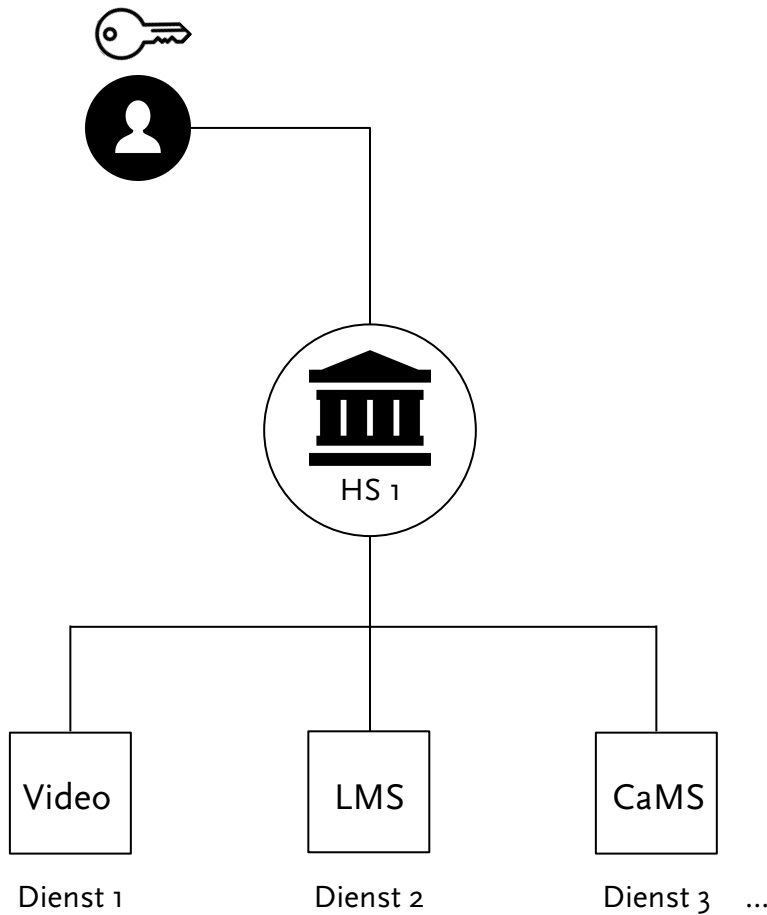 HS 1
Video
LMS
CaMS
Dienst 1
Dienst 2
Dienst 3
...